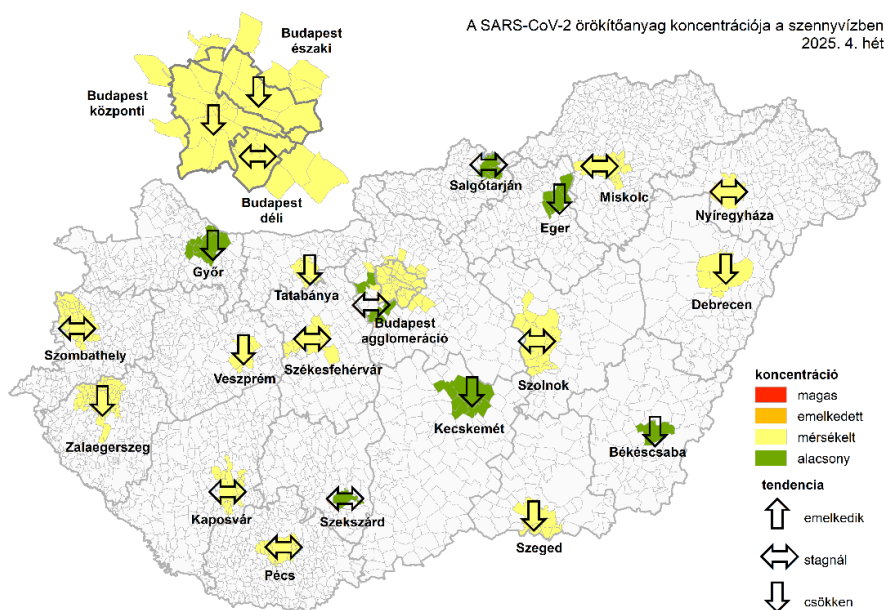 A SARS-CoV-2 örökítőanyag koncentrációja a szennyvízben
2025. 4. hét
Budapest
északi
Budapest
központi
Budapest
déli
Salgótarján
Miskolc
Eger
Nyíregyháza
Győr
Tatabánya
Budapest
agglomeráció
Debrecen
Szombathely
Veszprém
Székesfehérvár
Szolnok
Zalaegerszeg
Kecskemét
Békéscsaba
Kaposvár
Szekszárd
Szeged
Pécs
koncentráció
magas
emelkedett
mérsékelt
alacsony
tendencia
emelkedik
stagnál
csökken